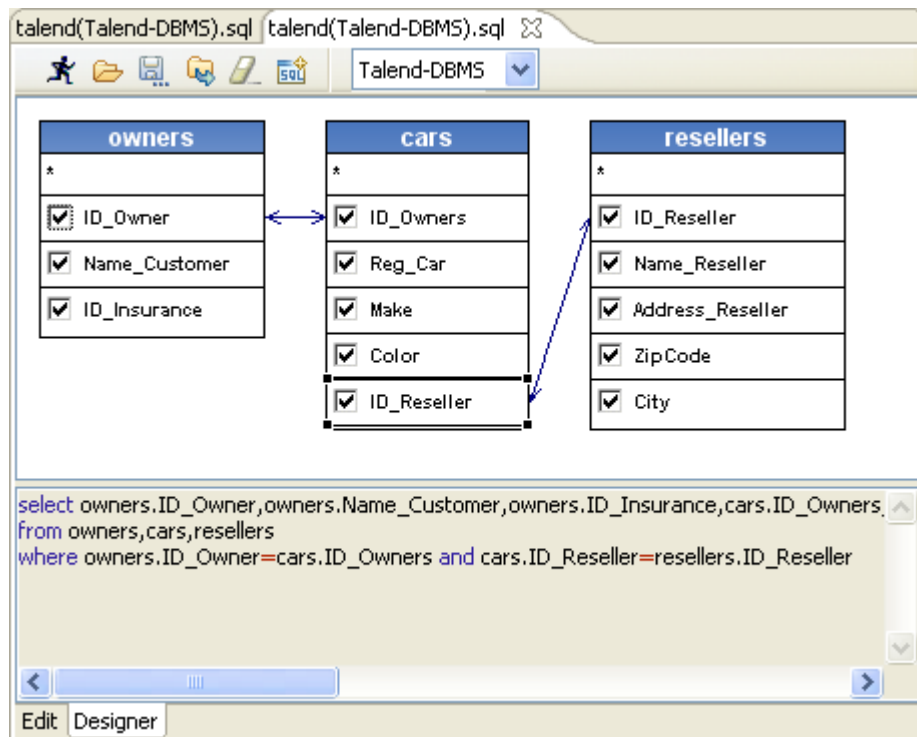 talend(Talend-DBMS).sql talend(Talend-DBMS).sql
SQL Talend-DBMS
owners
*
ID_Owner
Name_Customer
ID_Insurance
cars
*
ID_Owners
Reg_Car
Make
Color
ID_Reseller
resellers
*
ID_Reseller
Name_Reseller
Address_Reseller
ZipCode
City
select owners.ID_Owner,owners.Name_Customer,owners.ID_Insurance,cars.ID_Owners,
from owners,cars,resellers
where owners.ID_Owner=cars.ID_Owners and cars.ID_Reseller=resellers.ID_Reseller
Edit Designer